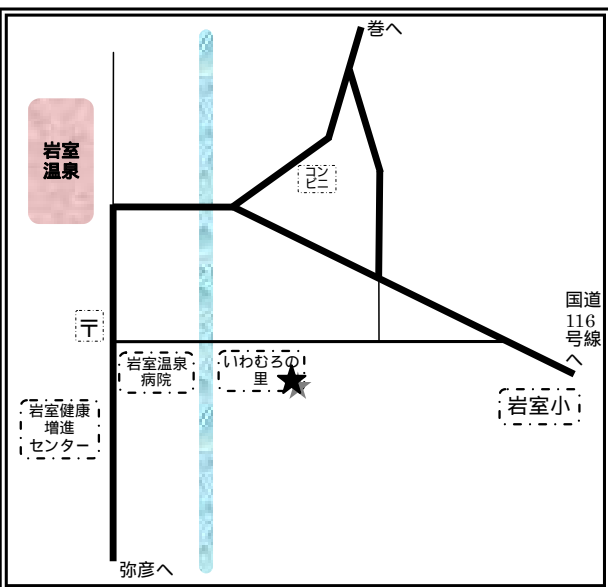 巻へ
岩室
温泉
コン
ビニ
国道
116
号線
へ
〒
岩室温泉
病院
いわむろの
里
岩室小
岩室健康
増進
センター
弥彦へ